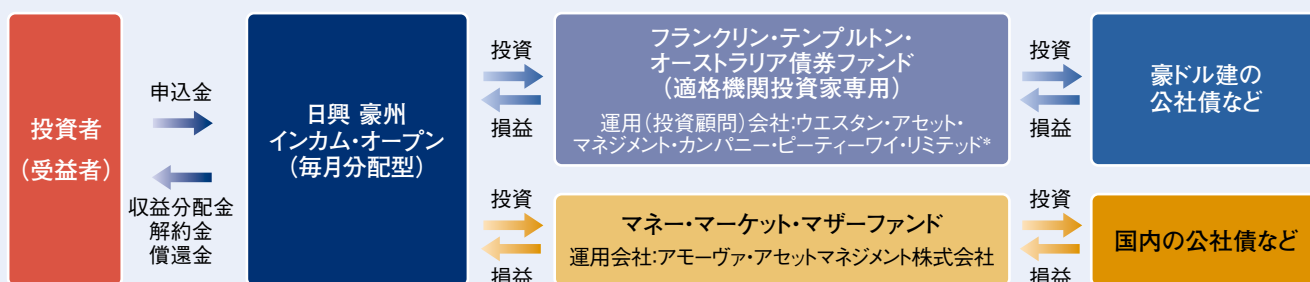 投資者
(受益者)
申込金
収益分配金
解約金
償還金
日興 豪州
インカム・オープン
(毎月分配型)
投資
損益
フランクリン・テンプルトン・
オーストラリア債券ファンド
(適格機関投資家専用)
運用(投資顧問)会社:ウエスタン・アセット・
マネジメント・カンパニー・ピーティーワイ・リミテッド*
投資
損益
豪ドル建の
公社債など
投資
損益
マネー・マーケット・マザーファンド
運用会社:アモーヴァ・アセットマネジメント株式会社
投資
損益
国内の公社債など